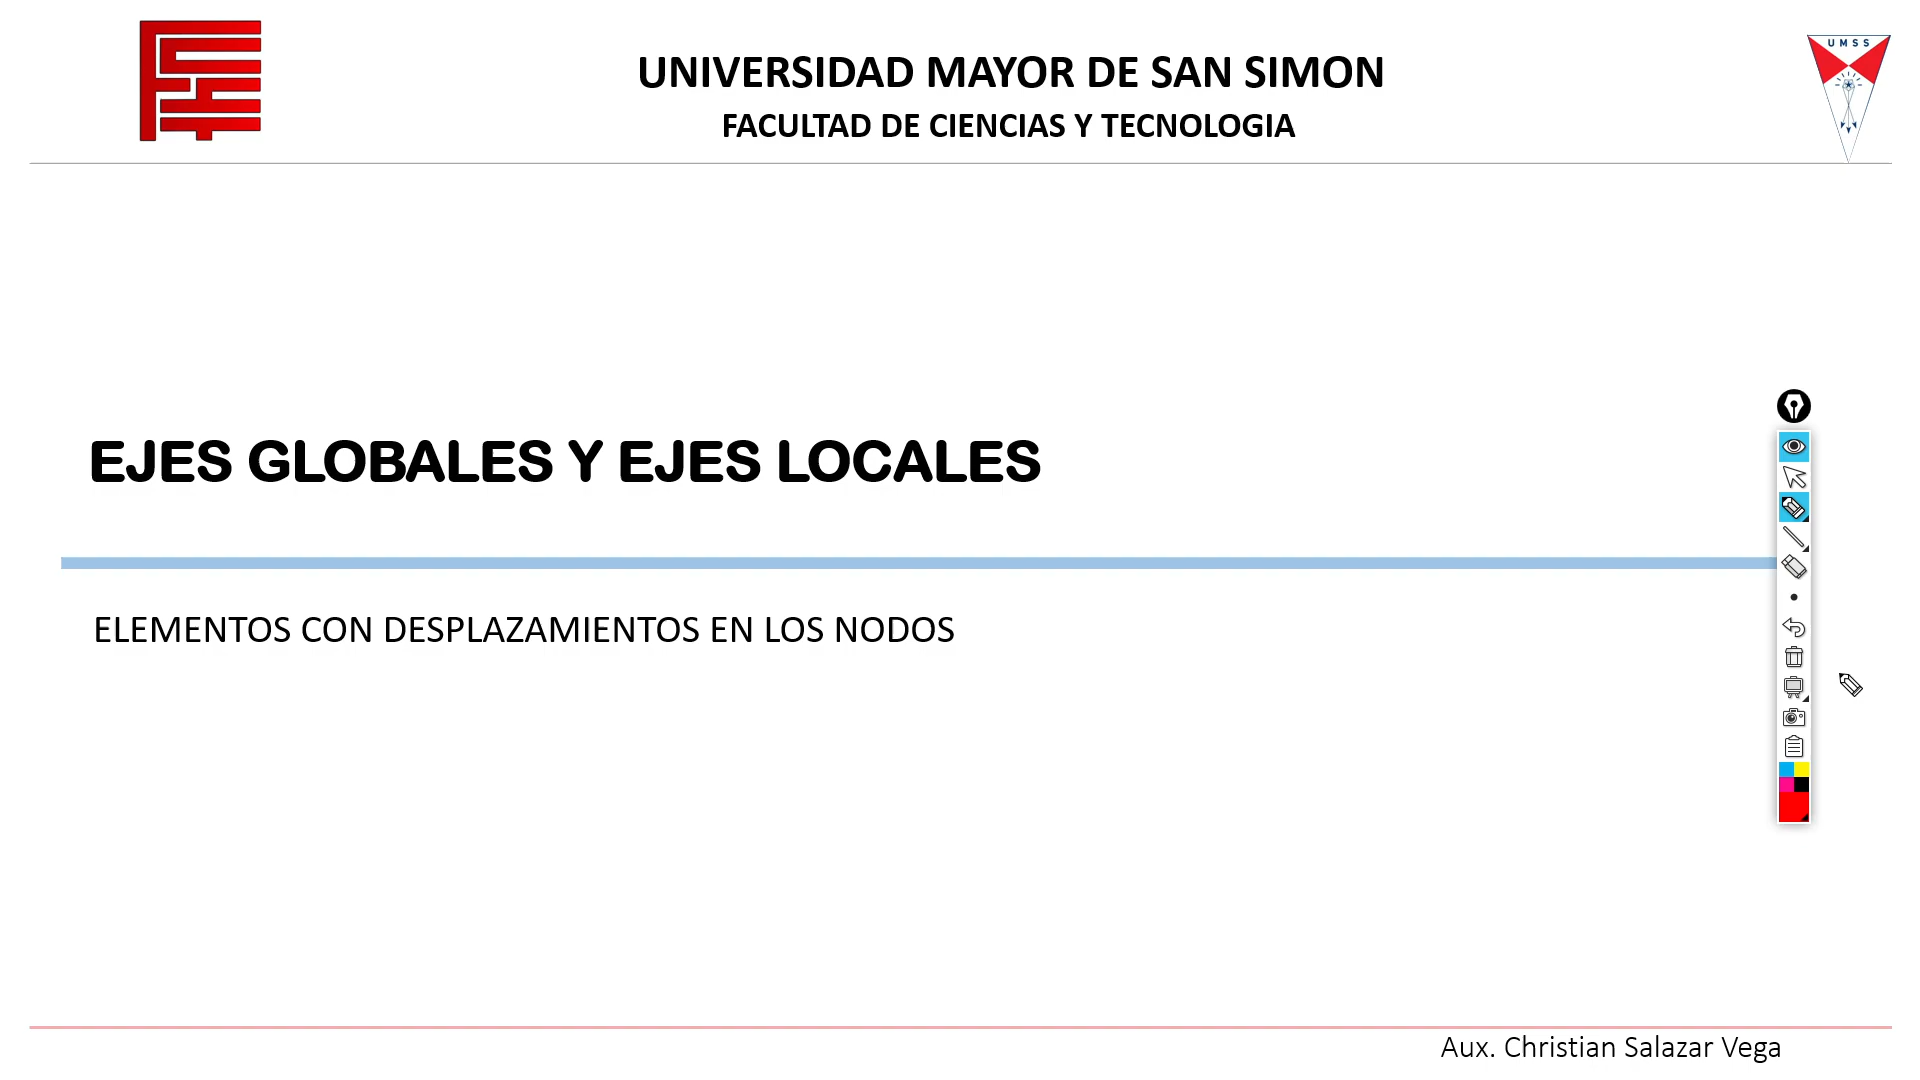 UNIVERSIDAD MAYOR DE SAN SIMON
FACULTAD DE CIENCIAS Y TECNOLOGIA
UMSS
EJES GLOBALES Y EJES LOCALES
ELEMENTOS CON DESPLAZAMIENTOS EN LOS NODOS
Aux. Christian Salazar Vega